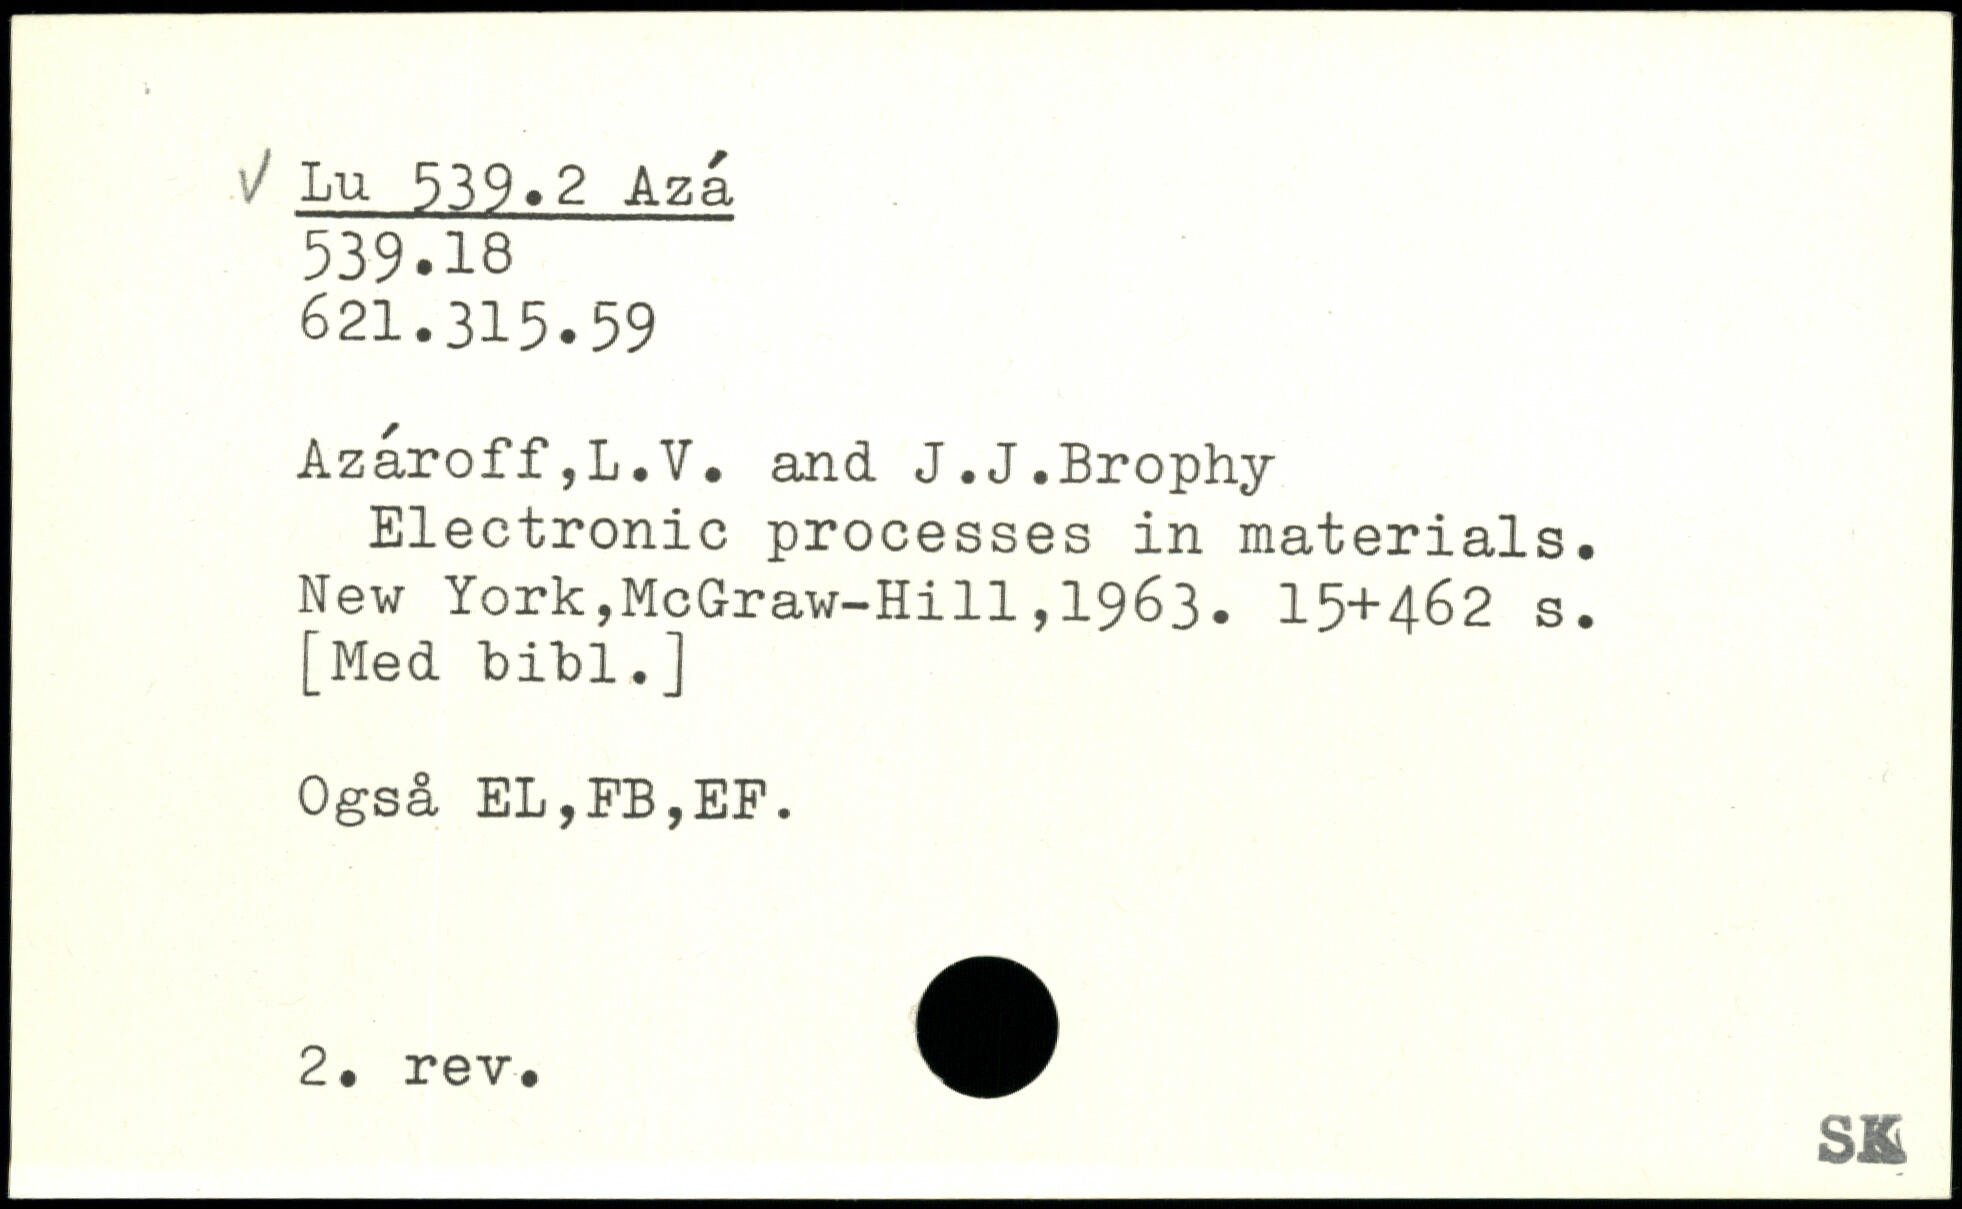 ✓ Lu 539.2 Azá
539.18
621.315.59
Azároff,L.V. and J.J.Brophy
Electronic processes in materials.
New York,McGraw-Hill,1963. 15+462 s.
[Med bibl.]
Også EL,FB,EF.
2. rev.
SK